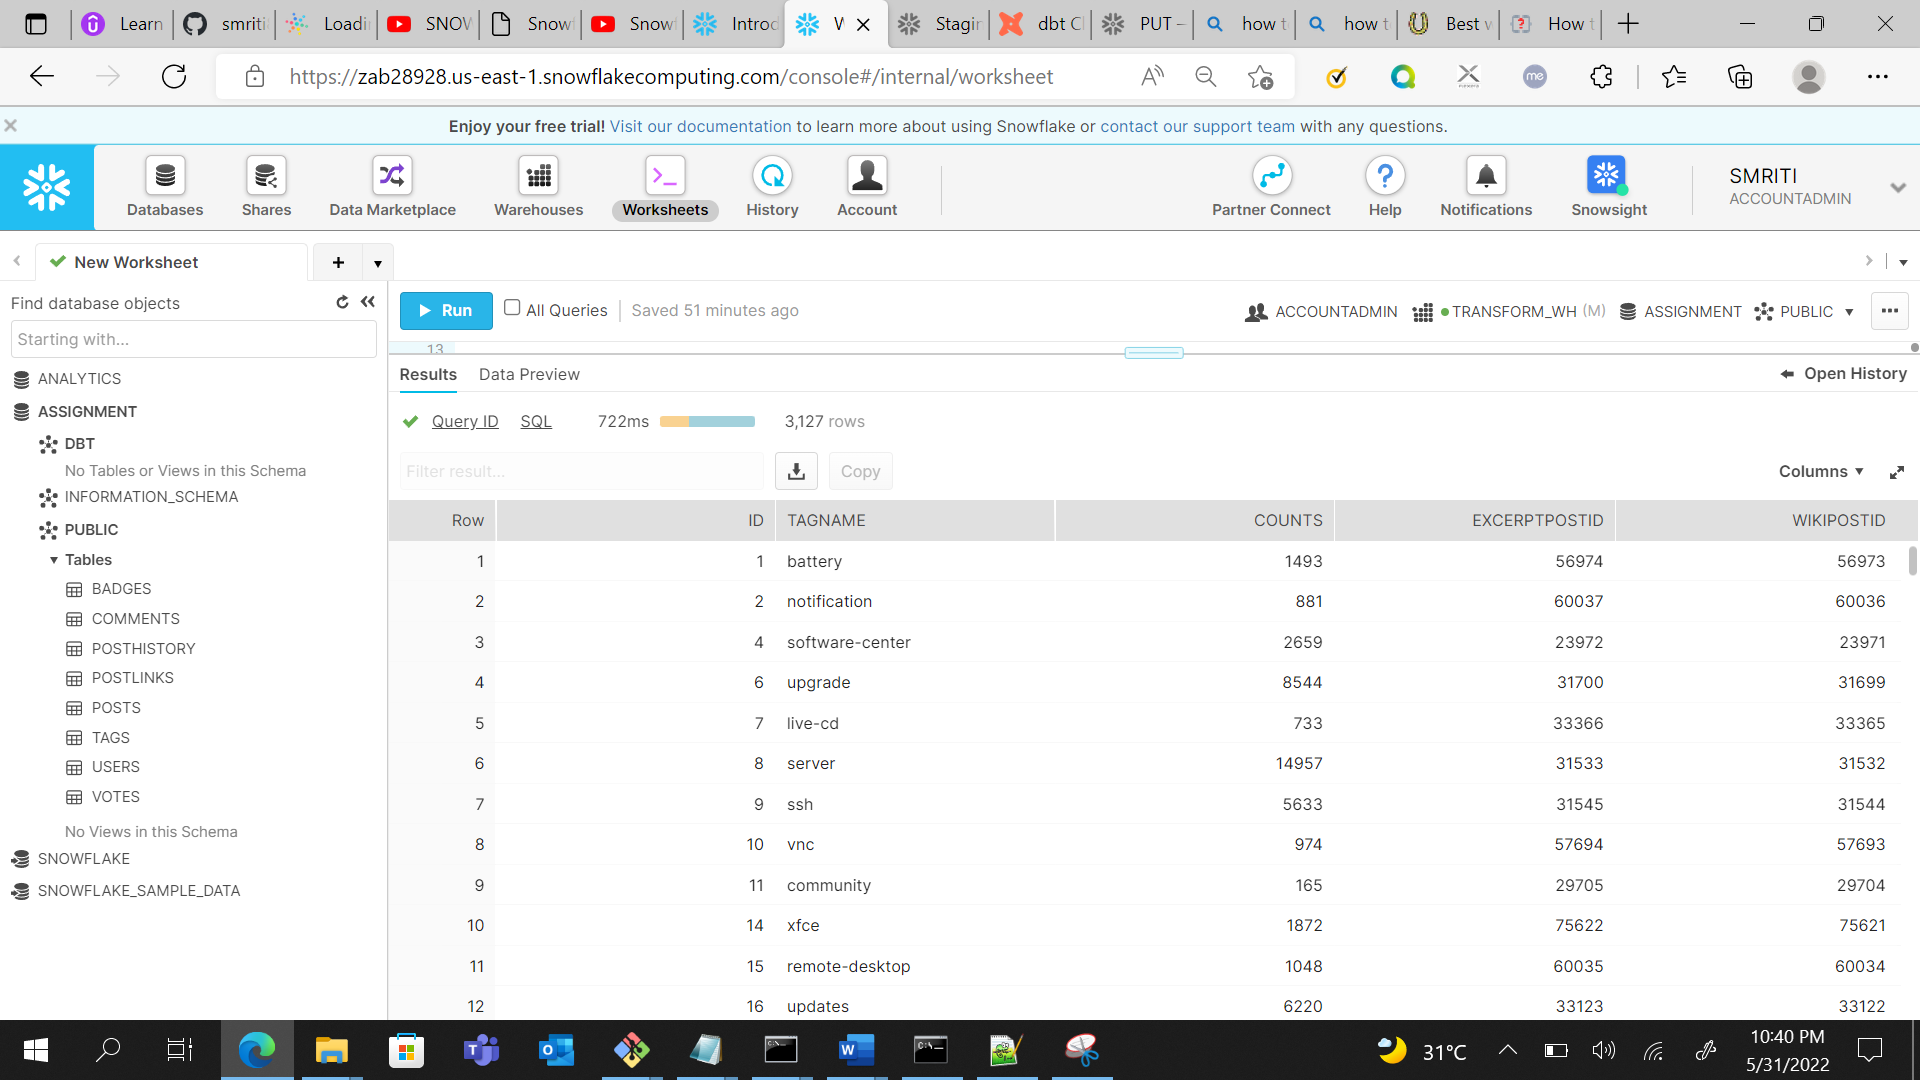 Learn
smriti
Loadi
SNOW
Snowf
Snowf
Introd
W
Stagin
dbt Cl
PUT –
how t
how t
Best w
How t
https://zab28928.us-east-1.snowflakecomputing.com/console#/internal/worksheet
Enjoy your free trial! Visit our documentation to learn more about using Snowflake or contact our support team with any questions.
Databases
Shares
Data Marketplace
Warehouses
Worksheets
History
Account
Partner Connect
Help
Notifications
Snowsight
SMRITI
ACCOUNTADMIN
New Worksheet
Find database objects
Starting with...
ANALYTICS
ASSIGNMENT
DBT
No Tables or Views in this Schema
INFORMATION_SCHEMA
PUBLIC
Tables
BADGES
COMMENTS
POSTHISTORY
POSTLINKS
POSTS
TAGS
USERS
VOTES
No Views in this Schema
SNOWFLAKE
SNOWFLAKE_SAMPLE_DATA
Run All Queries Saved 51 minutes ago
ACCOUNTADMIN TRANSFORM_WH (M) ASSIGNMENT PUBLIC
13
Results Data Preview Open History
Query ID SQL 722ms 3,127 rows
Filter result... Copy Columns
Row ID TAGNAME COUNTS EXCERPTPOSTID WIKIPOSTID
1 1 battery 1493 56974 56973
2 2 notification 881 60037 60036
3 4 software-center 2659 23972 23971
4 6 upgrade 8544 31700 31699
5 7 live-cd 733 33366 33365
6 8 server 14957 31533 31532
7 9 ssh 5633 31545 31544
8 10 vnc 974 57694 57693
9 11 community 165 29705 29704
10 14 xfce 1872 75622 75621
11 15 remote-desktop 1048 60035 60034
12 16 updates 6220 33123 33122
31°C
10:40 PM
5/31/2022